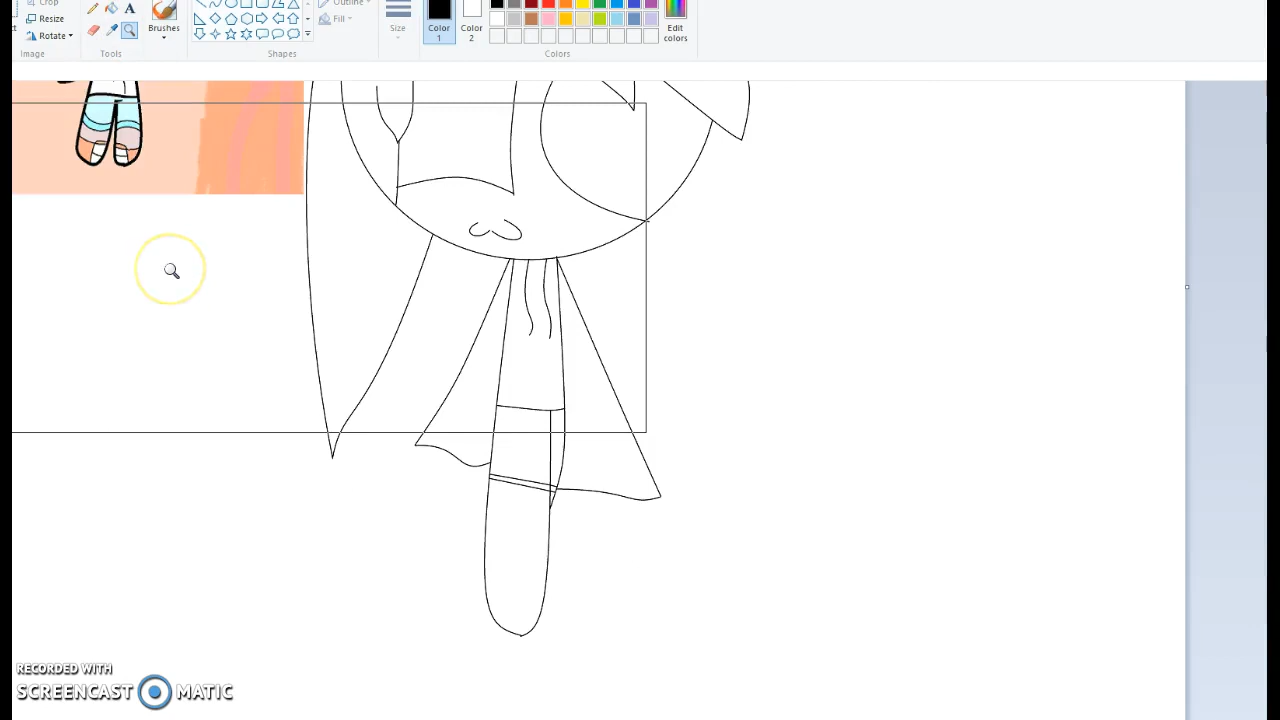 Crop
Outline
Resize
Fill
Rotate
A
Brushes
Size
Color
1
Color
2
Edit
colors
Image
Tools
Shapes
Colors
RECORDED WITH
SCREENCAST MATIC